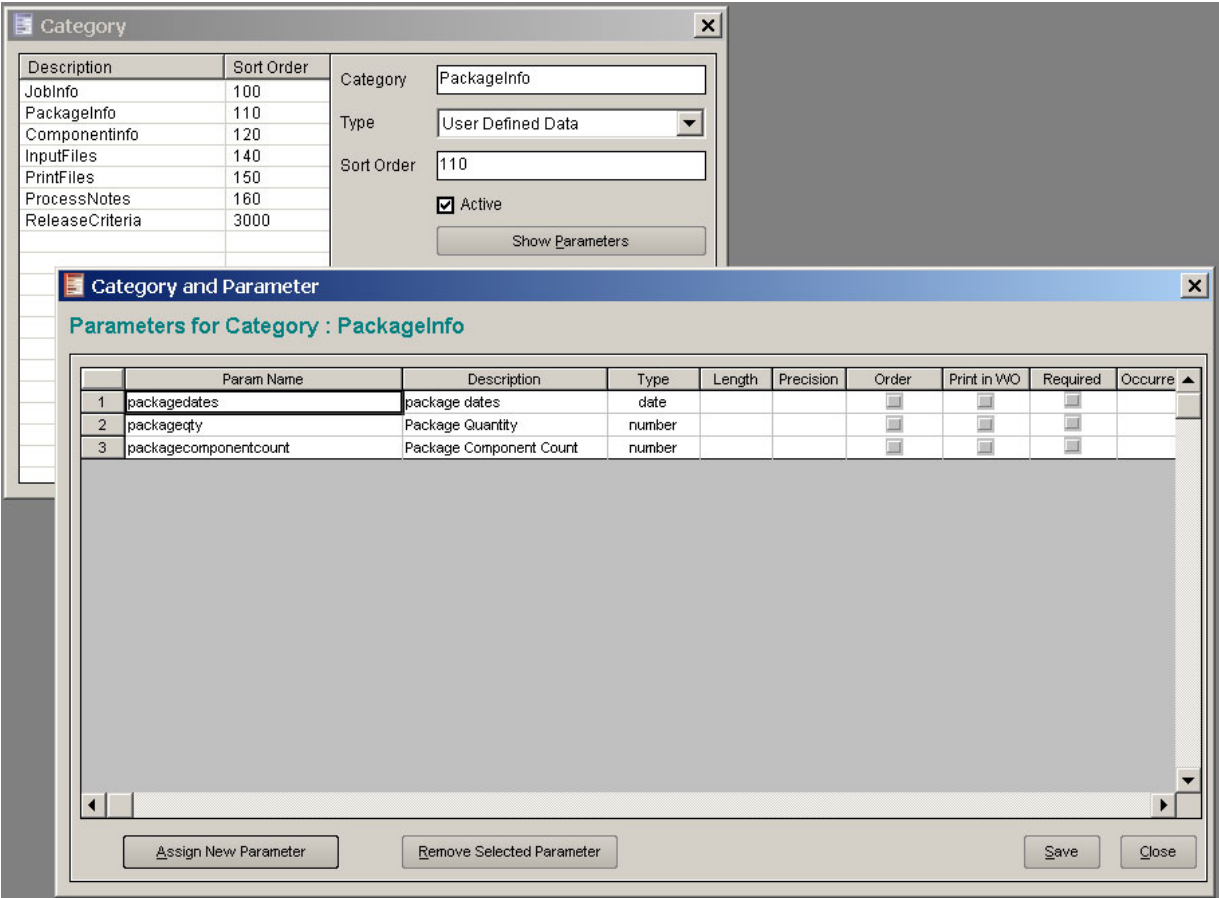 Category
Description Sort Order
JobInfo 100
PackageInfo 110
Componentinfo 120
InputFiles 140
PrintFiles 150
ProcessNotes 160
ReleaseCriteria 3000
Category PackageInfo
Type User Defined Data
Sort Order 110
Active
Show Parameters
Category and Parameter
Parameters for Category : PackageInfo
Param Name Description Type Length Precision Order Print in WO Required Occurre
1 packagedates package dates date
2 packageqty Package Quantity number
3 packagecomponentcount Package Component Count number
Assign New Parameter Remove Selected Parameter Save Close